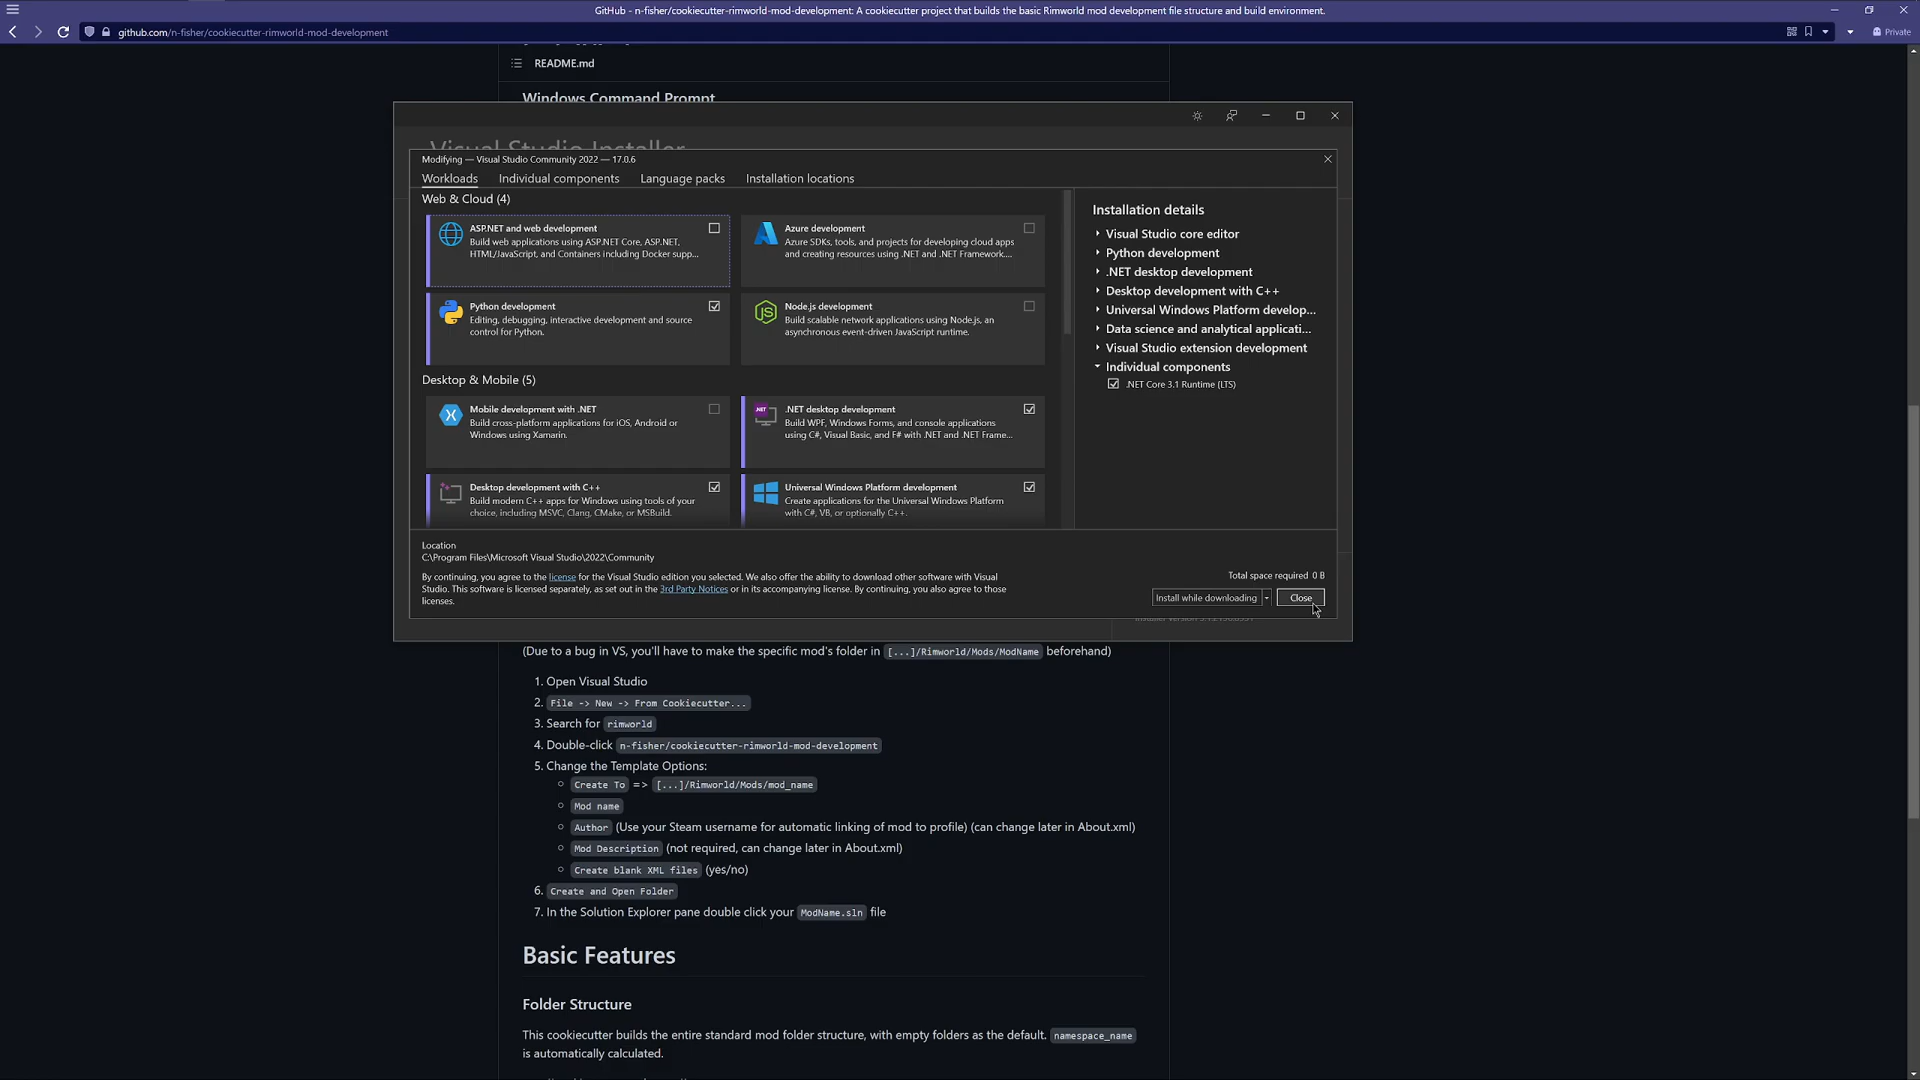 GitHub - n-fisher/cookiecutter-rimworld-mod-development: A cookiecutter project that builds the basic Rimworld mod development file structure and build environment.
github.com/n-fisher/cookiecutter-rimworld-mod-development
Private
README.md
Windows Command Prompt
Visual Studio Installer
Modifying — Visual Studio Community 2022 — 17.0.6
Workloads Individual components Language packs Installation locations
Web & Cloud (4)
ASP.NET and web development
Build web applications using ASP.NET Core, ASP.NET,
HTML/JavaScript, and Containers including Docker supp...
Azure development
Azure SDKs, tools, and projects for developing cloud apps
and creating resources using .NET and .NET Framework....
Python development
Editing, debugging, interactive development and source
control for Python.
Node.js development
Build scalable network applications using Node.js, an
asynchronous event-driven JavaScript runtime.
Desktop & Mobile (5)
Mobile development with .NET
Build cross-platform applications for iOS, Android or
Windows using Xamarin.
.NET desktop development
Build WPF, Windows Forms, and console applications
using C#, Visual Basic, and F# with .NET and .NET Frame...
Desktop development with C++
Build modern C++ apps for Windows using tools of your
choice, including MSVC, Clang, CMake, or MSBuild.
Universal Windows Platform development
Create applications for the Universal Windows Platform
with C#, VB, or optionally C++.
Installation details
Visual Studio core editor
Python development
.NET desktop development
Desktop development with C++
Universal Windows Platform develop...
Data science and analytical applicati...
Visual Studio extension development
Individual components
.NET Core 3.1 Runtime (LTS)
Location
C:\Program Files\Microsoft Visual Studio\2022\Community
By continuing, you agree to the license for the Visual Studio edition you selected. We also offer the ability to download other software with Visual
Studio. This software is licensed separately, as set out in the 3rd Party Notices or in its accompanying license. By continuing, you also agree to those
licenses.
Total space required 0 B
Install while downloading Close
(Due to a bug in VS, you'll have to make the specific mod's folder in [...]/Rimworld/Mods/ModName beforehand)
1. Open Visual Studio
2. File -> New -> From Cookiecutter...
3. Search for rimworld
4. Double-click n-fisher/cookiecutter-rimworld-mod-development
5. Change the Template Options:
Create To => [...]/Rimworld/Mods/mod_name
Mod name
Author (Use your Steam username for automatic linking of mod to profile) (can change later in About.xml)
Mod Description (not required, can change later in About.xml)
Create blank XML files (yes/no)
6. Create and Open Folder
7. In the Solution Explorer pane double click your ModName.sln file
Basic Features
Folder Structure
This cookiecutter builds the entire standard mod folder structure, with empty folders as the default. namespace_name
is automatically calculated.